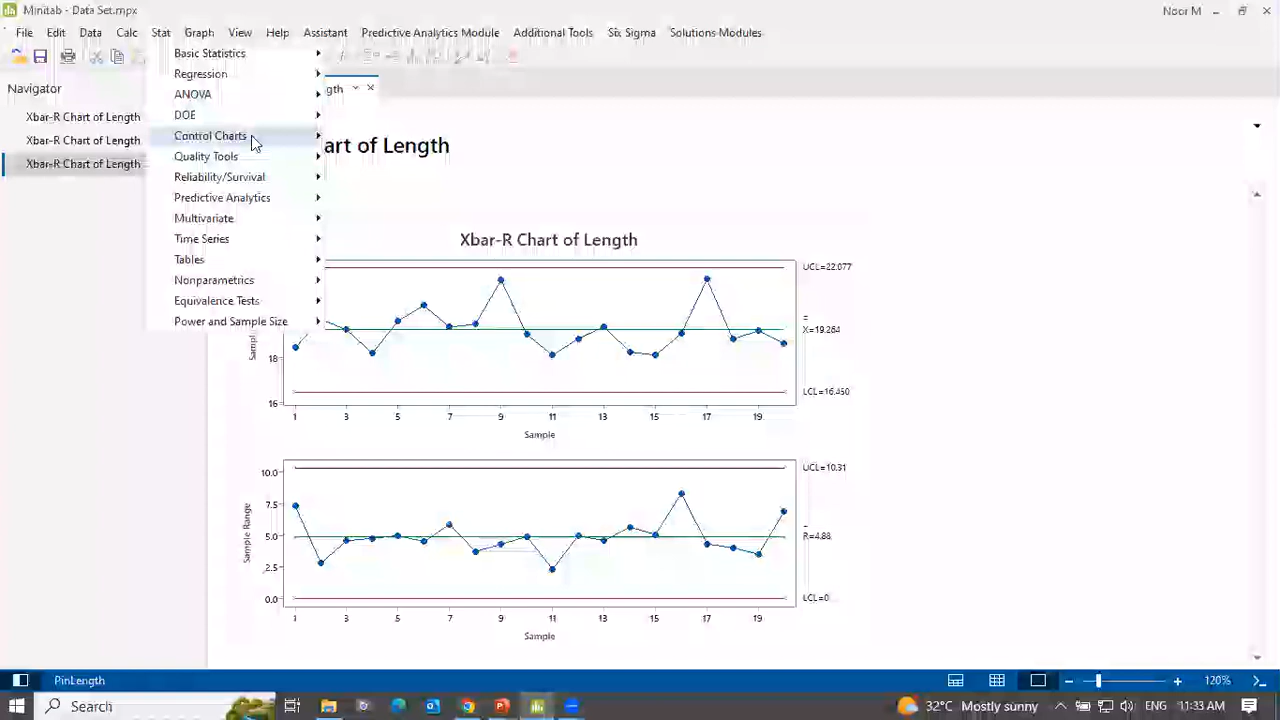 Minitab - Data Set.mpx
Noor M
File Edit Data Calc Stat Graph View Help Assistant Predictive Analytics Module Additional Tools Six Sigma Solutions Modules
Basic Statistics
Regression
ANOVA
DOE
Control Charts
Quality Tools
Reliability/Survival
Predictive Analytics
Multivariate
Time Series
Tables
Nonparametrics
Equivalence Tests
Power and Sample Size
Navigator
Xbar-R Chart of Length
Xbar-R Chart of Length
Xbar-R Chart of Length
gth
art of Length
Xbar-R Chart of Length
UCL=22.077
X=19.264
LCL=16.450
18
16
1 3 5 7 9 11 13 15 17 19
Sample
10.0
7.5
5.0
2.5
0.0
Sample Range
UCL=10.31
R=4.88
LCL=0
1 3 5 7 9 11 13 15 17 19
Sample
PinLength
120%
Search
32°C Mostly sunny
11:33 AM